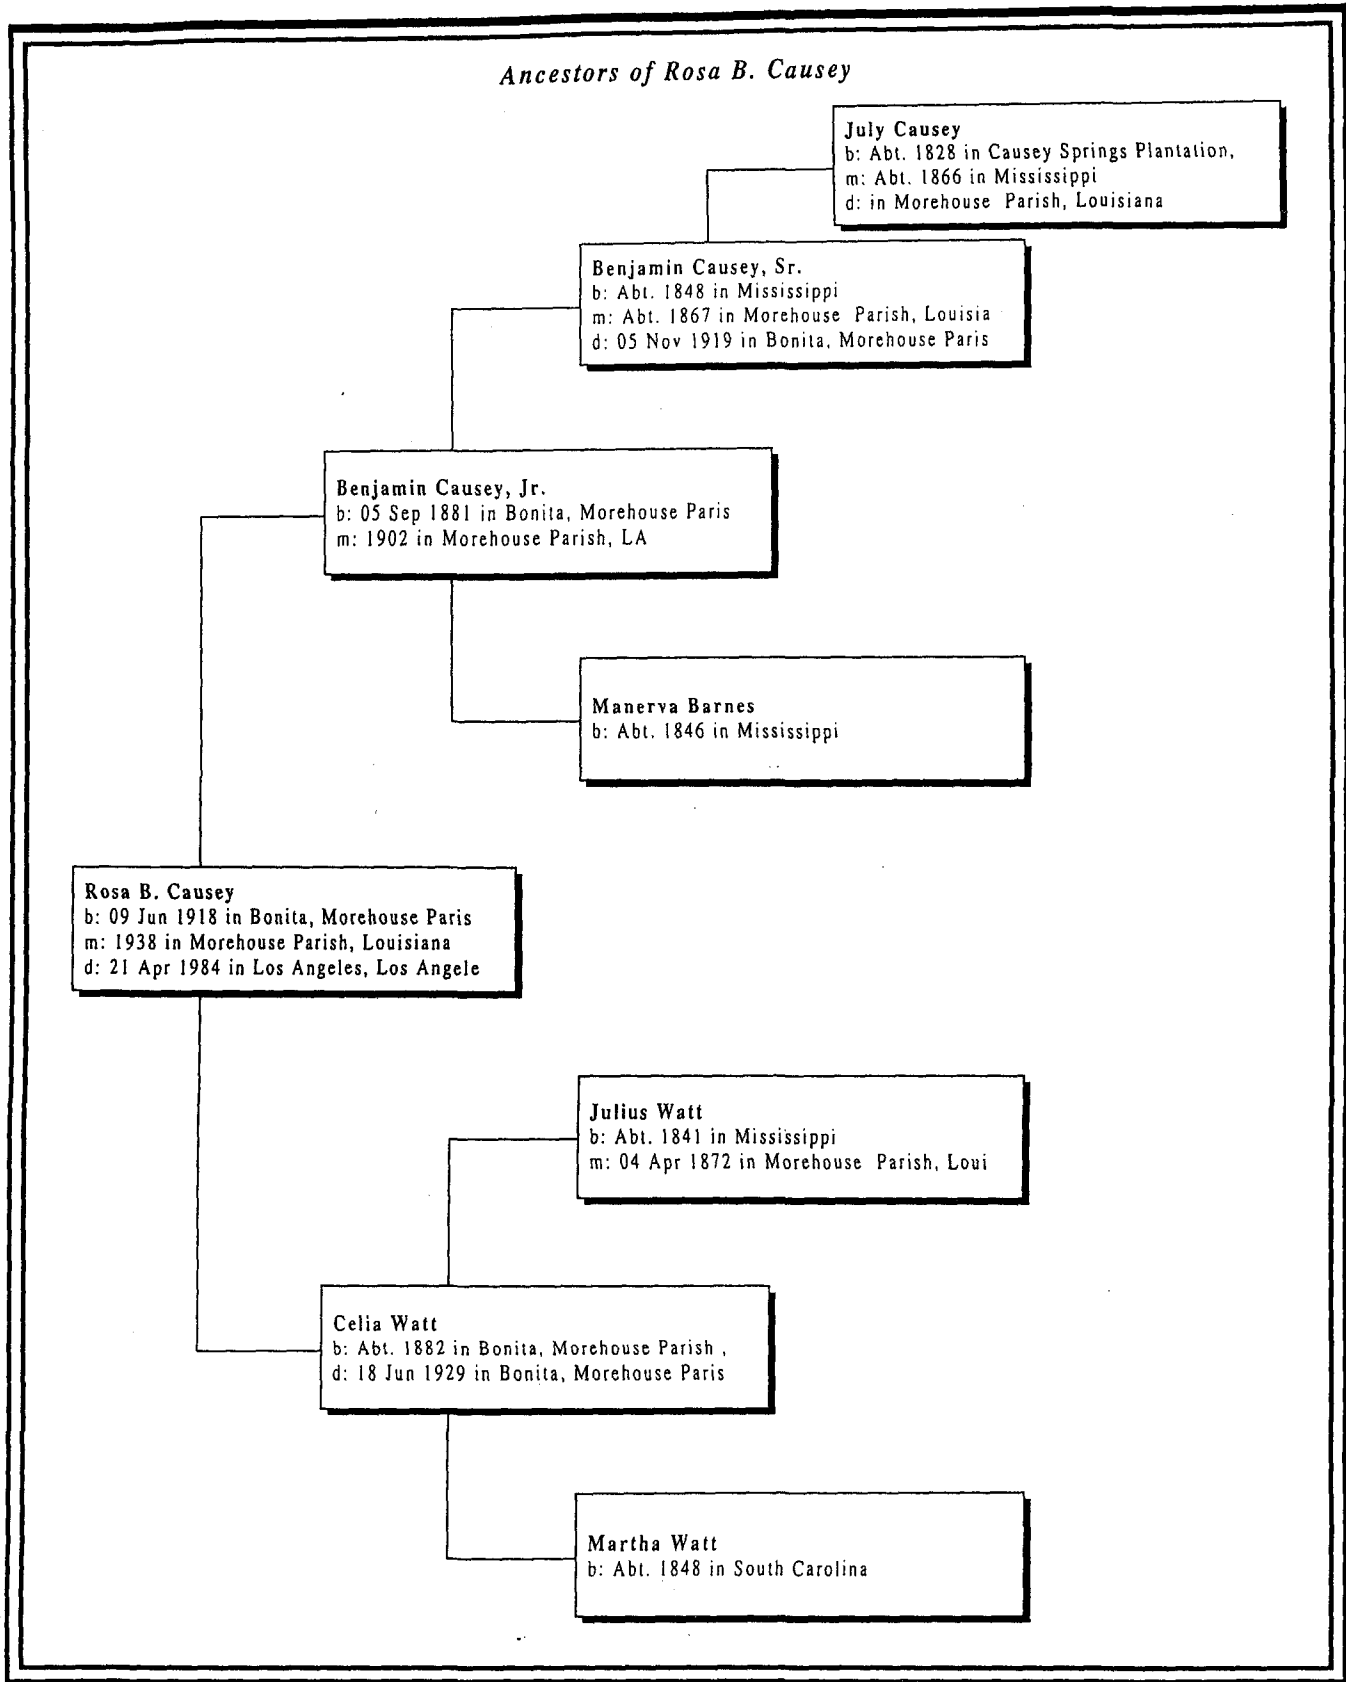 Ancestors of Rosa B. Causey
July Causey
b: Abt. 1828 in Causey Springs Plantation,
m: Abt. 1866 in Mississippi
d: in Morehouse Parish, Louisiana
Benjamin Causey, Sr.
b: Abt. 1848 in Mississippi
m: Abt. 1867 in Morehouse Parish, Louisia
d: 05 Nov 1919 in Bonita, Morehouse Paris
Benjamin Causey, Jr.
b: 05 Sep 1881 in Bonita, Morehouse Paris
m: 1902 in Morehouse Parish, LA
Manerva Barnes
b: Abt. 1846 in Mississippi
Rosa B. Causey
b: 09 Jun 1918 in Bonita, Morehouse Paris
m: 1938 in Morehouse Parish, Louisiana
d: 21 Apr 1984 in Los Angeles, Los Angele
Julius Watt
b: Abt. 1841 in Mississippi
m: 04 Apr 1872 in Morehouse Parish, Loui
Celia Watt
b: Abt. 1882 in Bonita, Morehouse Parish ,
d: 18 Jun 1929 in Bonita, Morehouse Paris
Martha Watt
b: Abt. 1848 in South Carolina